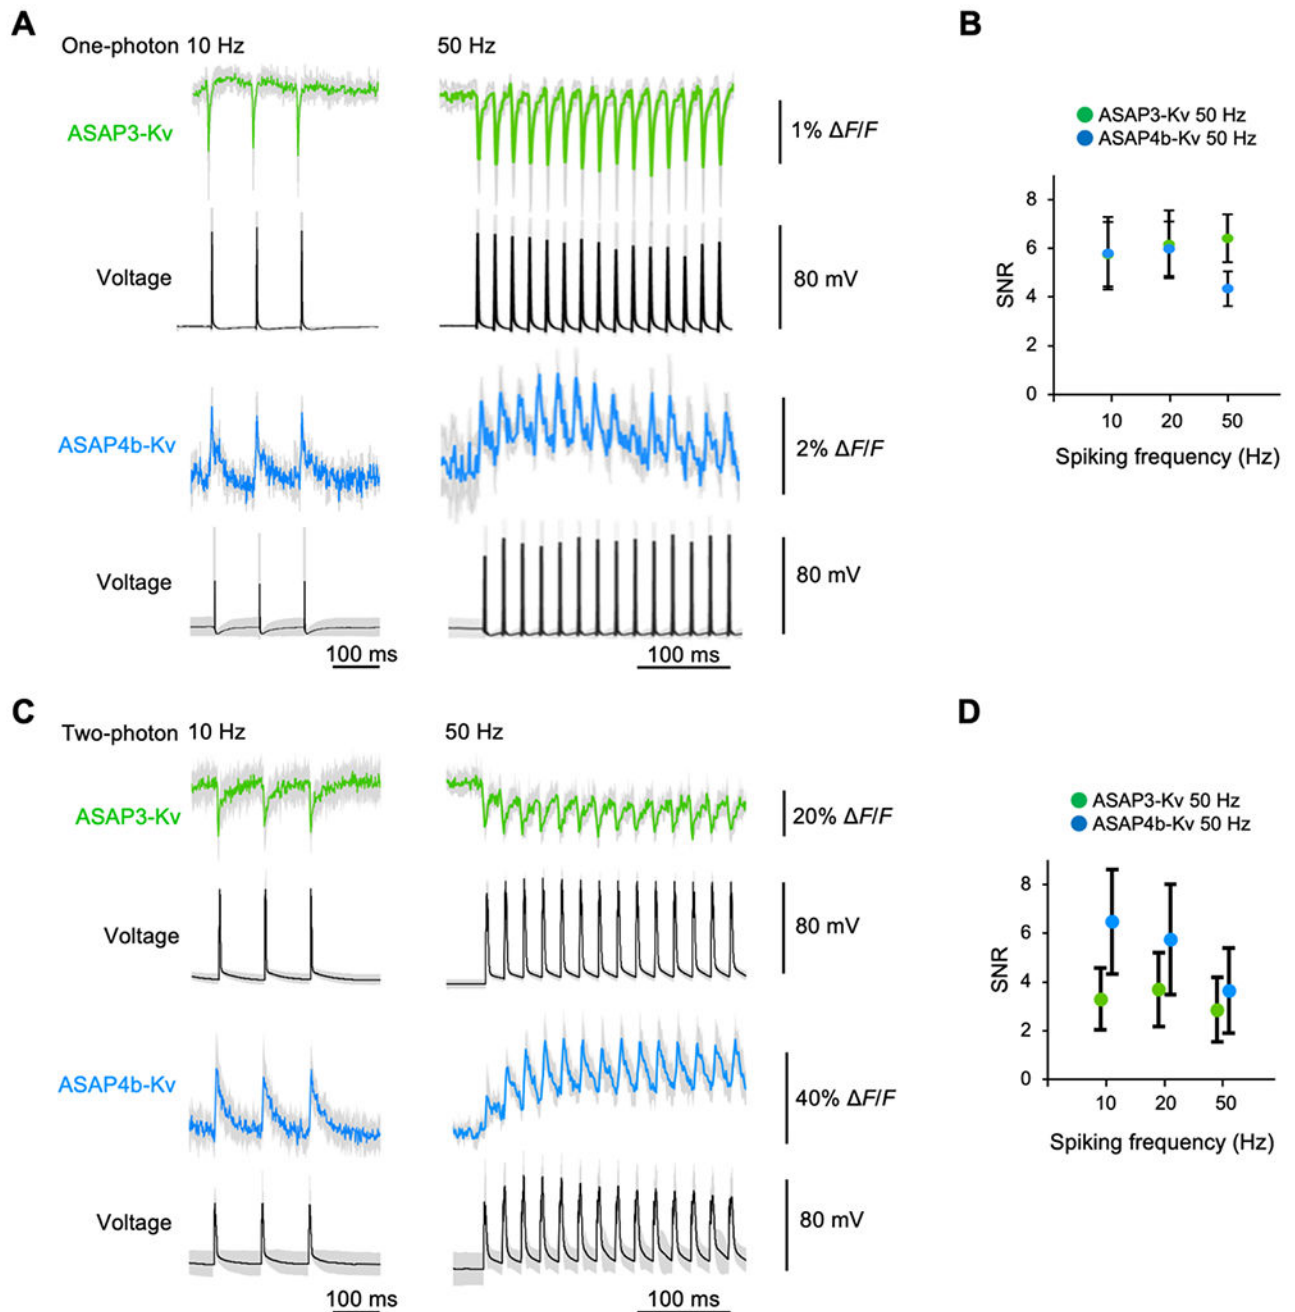 A
One-photon 10 Hz
50 Hz
ASAP3-Kv
1% ΔF/F
Voltage
80 mV
ASAP4b-Kv
2% ΔF/F
Voltage
80 mV
100 ms
100 ms
B
ASAP3-Kv 50 Hz
ASAP4b-Kv 50 Hz
8
6
4
2
0
SNR
10 20 50
Spiking frequency (Hz)
C
Two-photon 10 Hz
50 Hz
ASAP3-Kv
20% ΔF/F
Voltage
80 mV
ASAP4b-Kv
40% ΔF/F
Voltage
80 mV
100 ms
100 ms
D
ASAP3-Kv 50 Hz
ASAP4b-Kv 50 Hz
8
6
4
2
0
SNR
10 20 50
Spiking frequency (Hz)